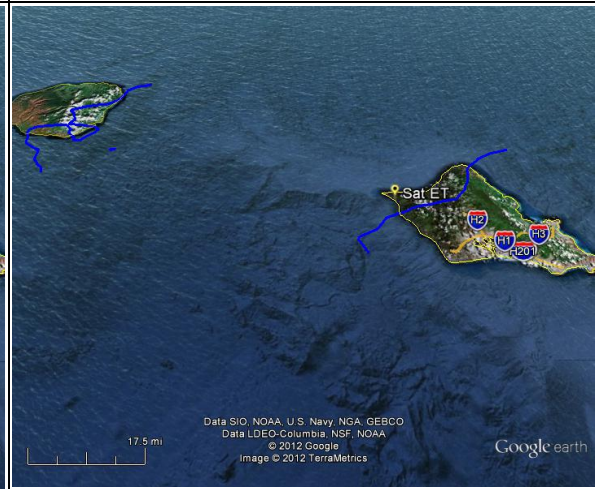 Sat ET
H2
H1
H3
H201
Data SIO, NOAA, U.S. Navy, NGA, GEBCO
Data LDEO-Columbia, NSF, NOAA
17.5 mi
© 2012 Google
Image © 2012 TerraMetrics
Google earth